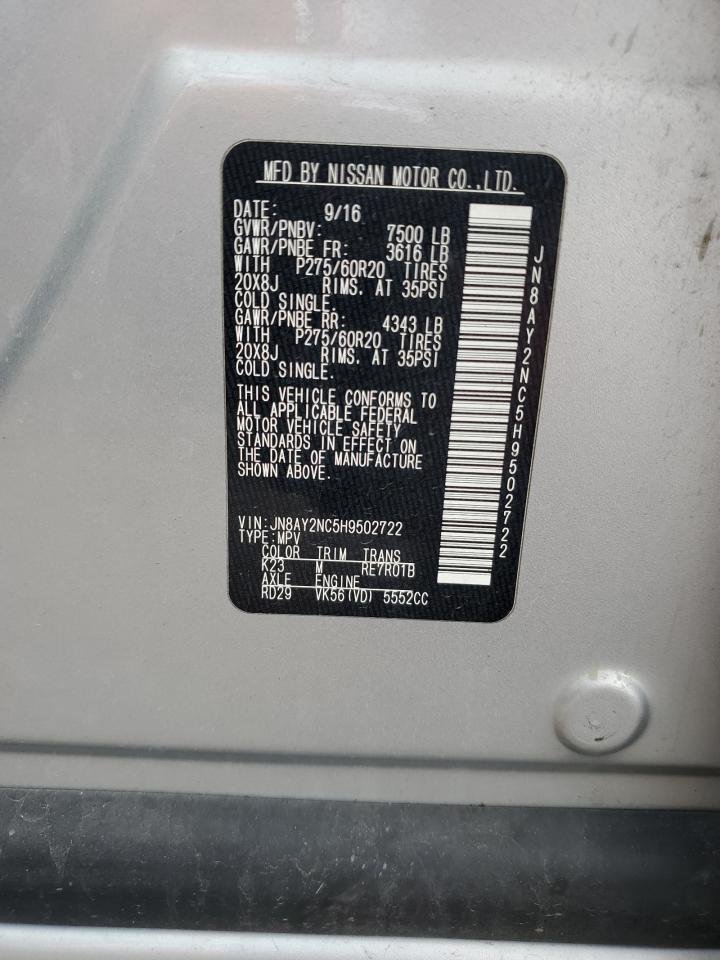 MFD BY NISSAN MOTOR CO.,LTD.
DATE: 9/16
GVWR/PNBV: 7500 LB
GAWR/PNBE FR: 3616 LB
WITH P275/60R20 TIRES
20X8J RIMS. AT 35PSI
COLD SINGLE.
GAWR/PNBE RR: 4343 LB
WITH P275/60R20 TIRES
20X8J RIMS. AT 35PSI
COLD SINGLE.
THIS VEHICLE CONFORMS TO
ALL APPLICABLE FEDERAL
MOTOR VEHICLE SAFETY
STANDARDS IN EFFECT ON
THE DATE OF MANUFACTURE
SHOWN ABOVE.
VIN:JN8AY2NC5H9502722
TYPE:MPV
COLOR TRIM TRANS
K23 M RE7R01B
AXLE ENGINE
RD29 VK56(VD) 5552CC
JN8AY2NC5H9502722